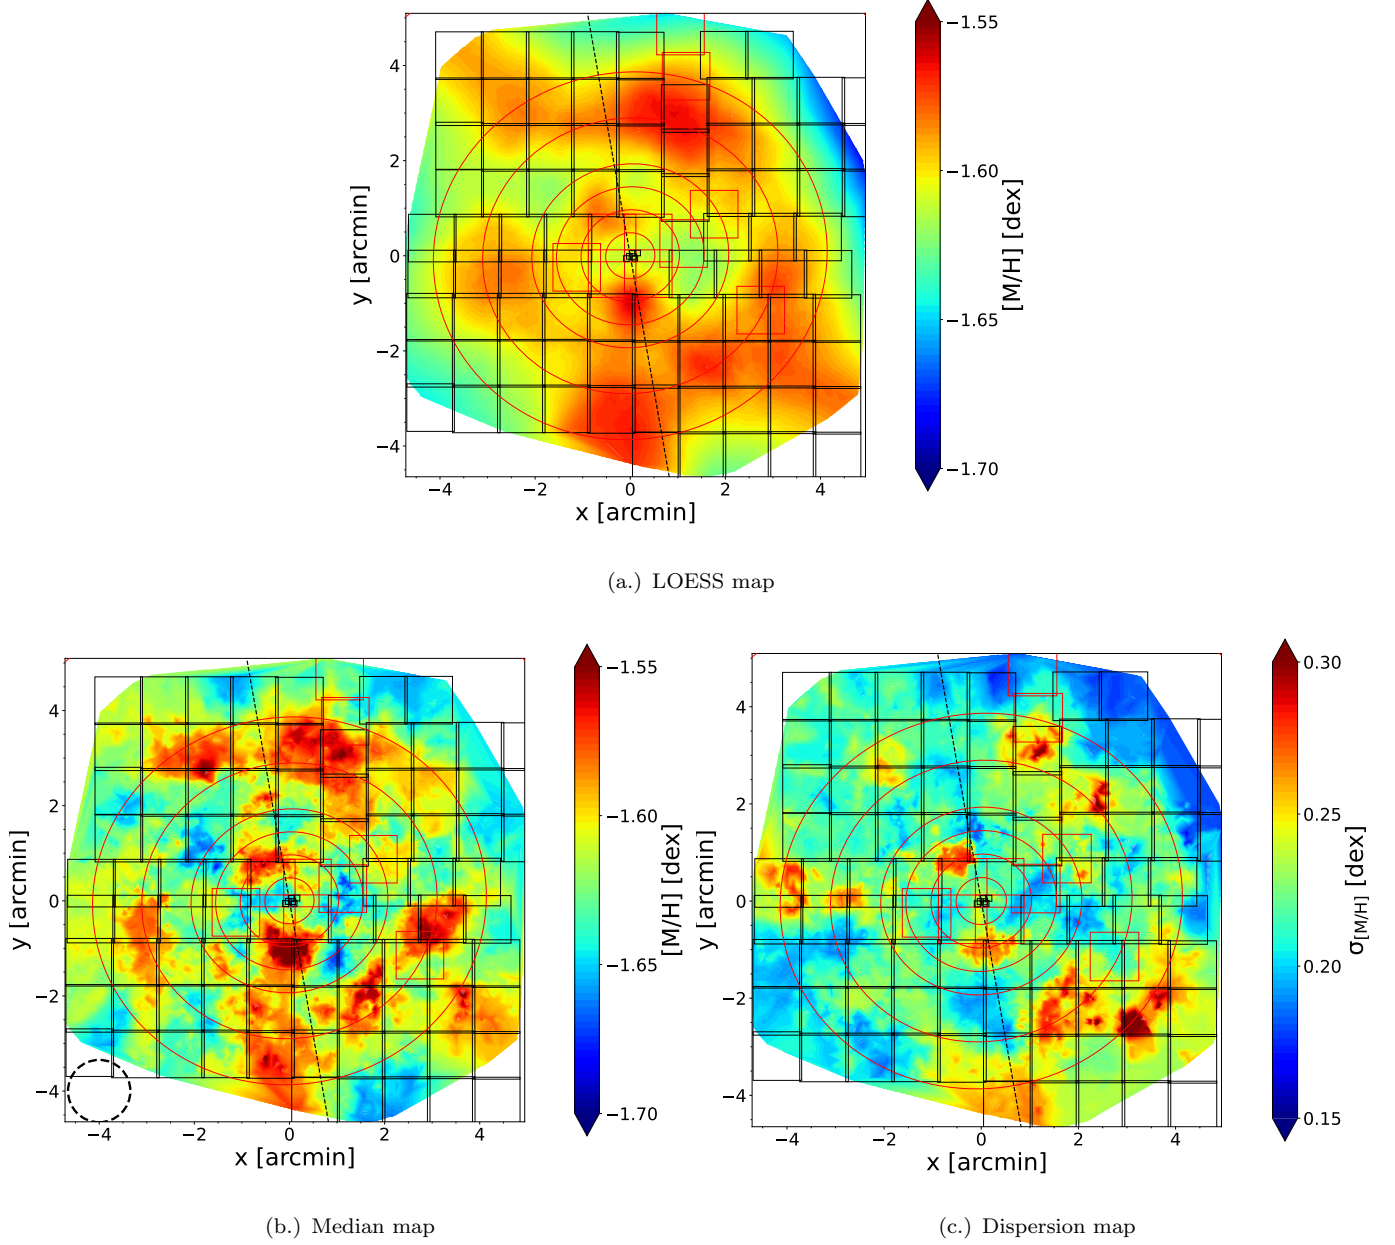 4
2
0
−2
−4
y [arcmin]
−4 −2 0 2 4
x [arcmin]
−1.55
−1.60
−1.65
−1.70
[M/H] [dex]
(a.) LOESS map
4
2
0
−2
−4
y [arcmin]
−4 −2 0 2 4
x [arcmin]
−1.55
−1.60
−1.65
−1.70
[M/H] [dex]
(b.) Median map
4
2
0
−2
−4
y [arcmin]
−4 −2 0 2 4
x [arcmin]
0.30
0.25
0.20
0.15
σ[M/H] [dex]
(c.) Dispersion map